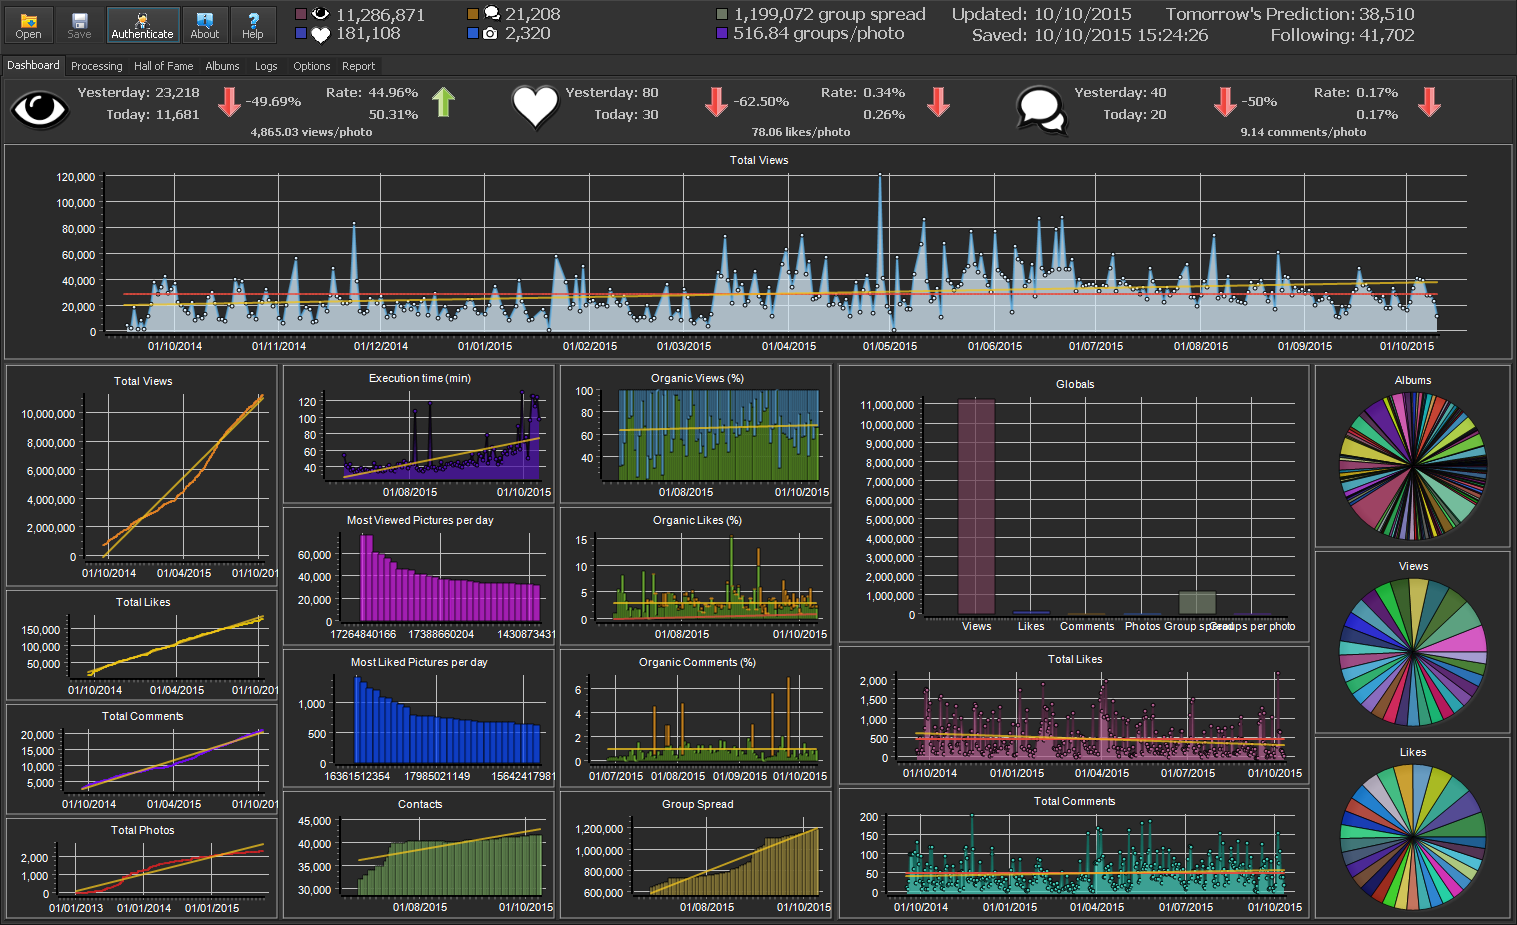 11,286,871
21,208
1,199,072 group spread
Updated: 10/10/2015
Tomorrow's Prediction: 38,510
181,108
2,320
516.84 groups/photo
Saved: 10/10/2015 15:24:26
Following: 41,702
Open
Save
Authenticate
About
Help
Dashboard Processing Hall of Fame Albums Logs Options Report
Yesterday: 23,218
Today: 11,681
-49.69%
Rate: 44.96%
50.31%
4,865.03 views/photo
Yesterday: 80
Today: 30
-62.50%
Rate: 0.34%
0.26%
78.06 likes/photo
Yesterday: 40
Today: 20
-50%
Rate: 0.17%
0.17%
9.14 comments/photo
Total Views
120,000
100,000
80,000
60,000
40,000
20,000
0
01/10/2014 01/11/2014 01/12/2014 01/01/2015 01/02/2015 01/03/2015 01/04/2015 01/05/2015 01/06/2015 01/07/2015 01/08/2015 01/09/2015 01/10/2015
Total Views
10,000,000
8,000,000
6,000,000
4,000,000
2,000,000
0
01/10/2014 01/04/2015 01/10/201
Total Likes
150,000
100,000
50,000
01/10/2014 01/04/2015 01/10/201
Total Comments
20,000
15,000
10,000
5,000
01/10/2014 01/04/2015 01/10/201
Total Photos
2,000
1,000
0
01/01/2013 01/01/2014 01/01/2015
Execution time (min)
120
100
80
60
40
01/08/2015 01/10/2015
Most Viewed Pictures per day
60,000
40,000
20,000
0
17264840166 17388660204 1430873431
Most Liked Pictures per day
1,000
500
0
16361512354 17985021149 15642417981
Contacts
45,000
40,000
35,000
30,000
01/08/2015 01/10/2015
Organic Views (%)
100
80
60
40
01/08/2015 01/10/2015
Organic Likes (%)
15
10
5
0
01/08/2015 01/10/2015
Organic Comments (%)
6
4
2
0
01/07/2015 01/08/2015 01/09/2015 01/10/2015
Group Spread
1,200,000
1,000,000
800,000
600,000
01/08/2015 01/10/2015
Globals
11,000,000
10,000,000
9,000,000
8,000,000
7,000,000
6,000,000
5,000,000
4,000,000
3,000,000
2,000,000
1,000,000
0
Views Likes Comments Photos Group spread Groups per photo
Total Likes
2,000
1,500
1,000
500
0
01/10/2014 01/01/2015 01/04/2015 01/07/2015 01/10/2015
Total Comments
200
150
100
50
0
01/10/2014 01/01/2015 01/04/2015 01/07/2015 01/10/2015
Albums
Views
Likes